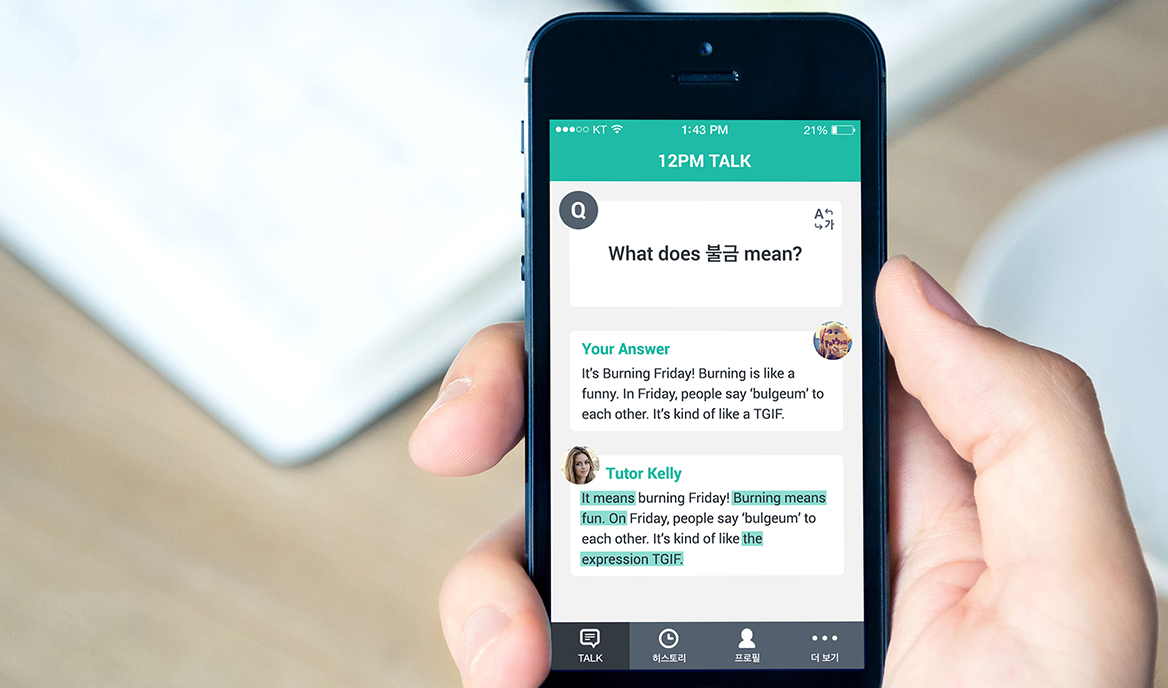 KT 1:43 PM 21%
12PM TALK
Q
A
가
What does 불금 mean?
Your Answer
It's Burning Friday! Burning is like a
funny. In Friday, people say ‘bulgeum’ to
each other. It's kind of like a TGIF.
Tutor Kelly
It means burning Friday! Burning means
fun. On Friday, people say ‘bulgeum’ to
each other. It's kind of like the
expression TGIF.
TALK 히스토리 프로필 더 보기